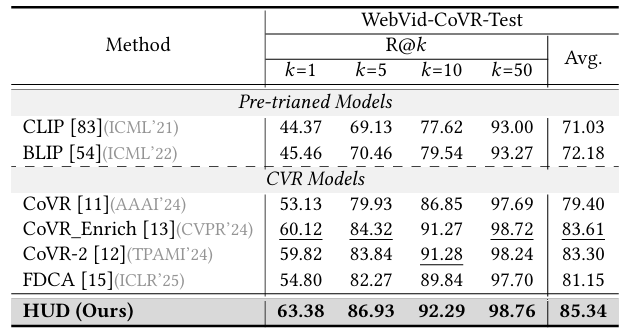 WebVid-CoVR-Test
Method R@k Avg.
k=1 k=5 k=10 k=50
Pre-trianed Models
CLIP [83](ICML'21) 44.37 69.13 77.62 93.00 71.03
BLIP [54](ICML'22) 45.46 70.46 79.54 93.27 72.18
CVR Models
CoVR [11](AAAI'24) 53.13 79.93 86.85 97.69 79.40
CoVR_Enrich [13](CVPR'24) 60.12 84.32 91.27 98.72 83.61
CoVR-2 [12](TPAMI'24) 59.82 83.84 91.28 98.24 83.30
FDCA [15](ICLR'25) 54.80 82.27 89.84 97.70 81.15
HUD (Ours) 63.38 86.93 92.29 98.76 85.34